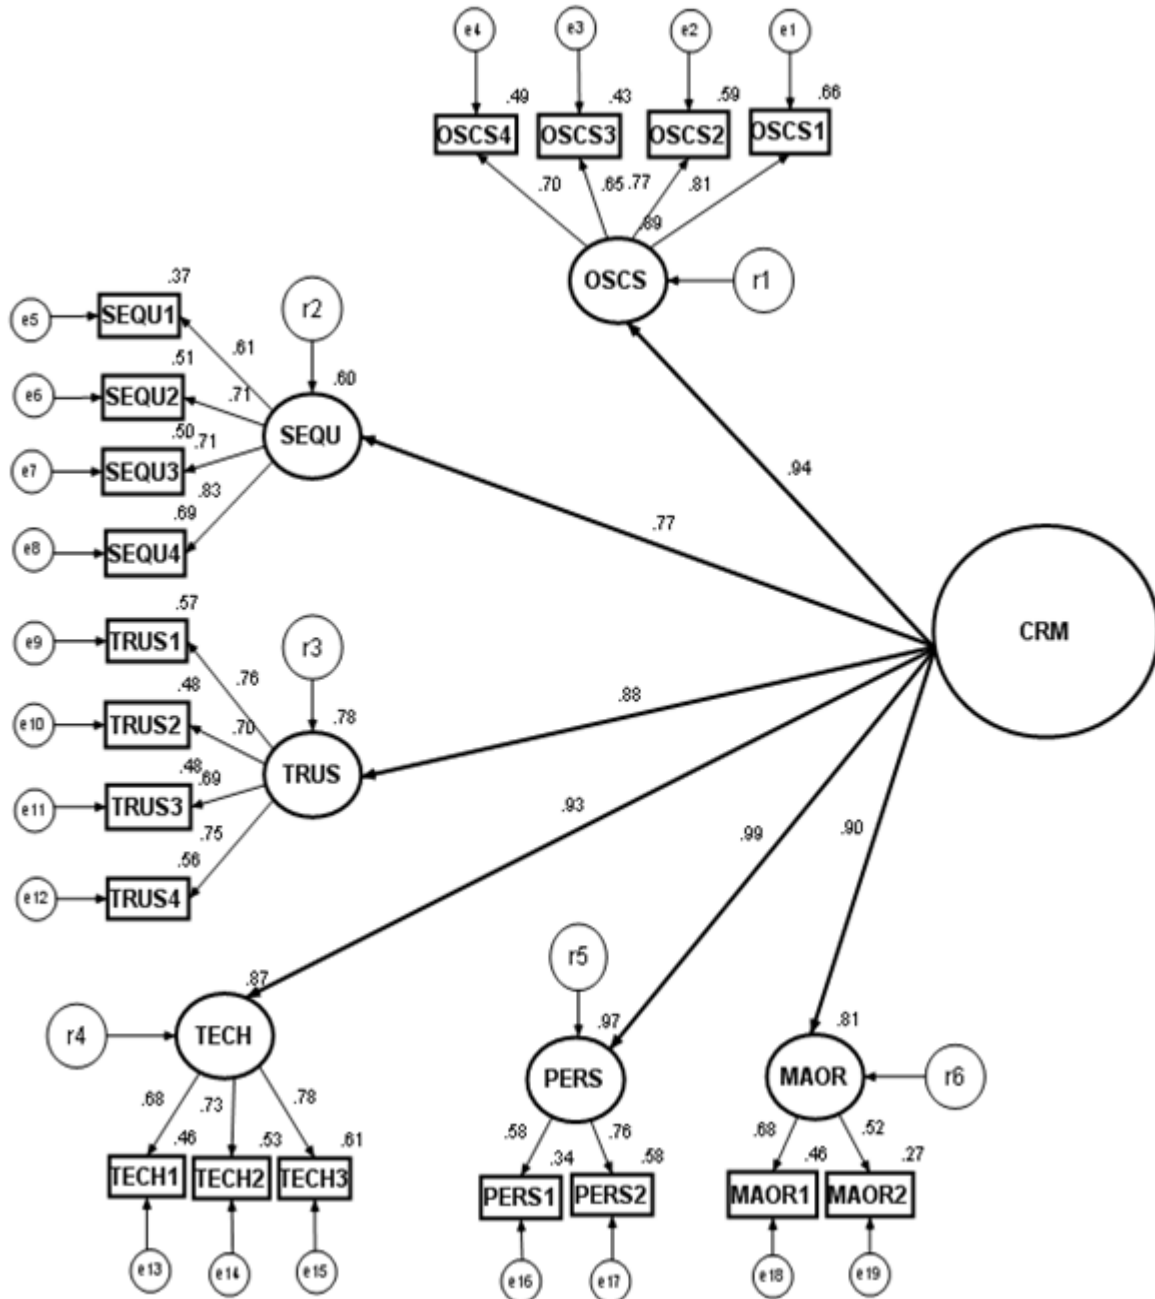 e4 e3 e2 e1
.49 .43 .59 .66
OSCS4 OSCS3 OSCS2 OSCS1
.70 .65 .77 .81
.89
OSCS r1
.37
e5 SEQU1 r2
.61
.51
e6 SEQU2 .71 .60
SEQU
.50 .71
e7 SEQU3
.83
.69
e8 SEQU4
.94
.77
CRM
.57
e9 TRUS1 r3
.76
.48
e10 TRUS2 .70 .78
TRUS
.48 .69
e11 TRUS3
.75
.56
e12 TRUS4
.88
.93 .99 .90
r5
.87
r4 TECH
.97 .81
PERS MAOR r6
.68 .73 .78
.58 .76 .68 .52
.46 .53 .61
.34 .58 .46 .27
TECH1 TECH2 TECH3
PERS1 PERS2 MAOR1 MAOR2
e13 e14 e15 e16 e17 e18 e19